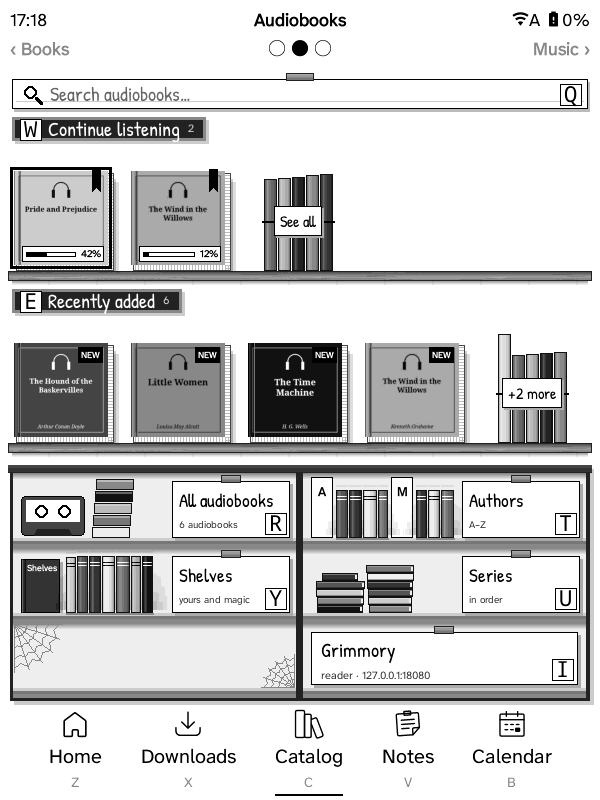 17:18
Audiobooks
A 0%
‹ Books
Music ›
Search audiobooks...
Q
W Continue listening 2
Pride and Prejudice
42%
The Wind in the
Willows
12%
See all
E Recently added 6
NEW
The Hound of the
Baskervilles
Arthur Conan Doyle
NEW
Little Women
Louisa May Alcott
NEW
The Time
Machine
H. G. Wells
NEW
The Wind in the
Willows
Kenneth Grahame
+2 more
All audiobooks
6 audiobooks
R
A
M
Authors
A–Z
T
Shelves
Shelves
yours and magic
Y
Series
in order
U
Grimmory
reader · 127.0.0.1:18080
I
Home
Downloads
Catalog
Notes
Calendar
Z
X
C
V
B